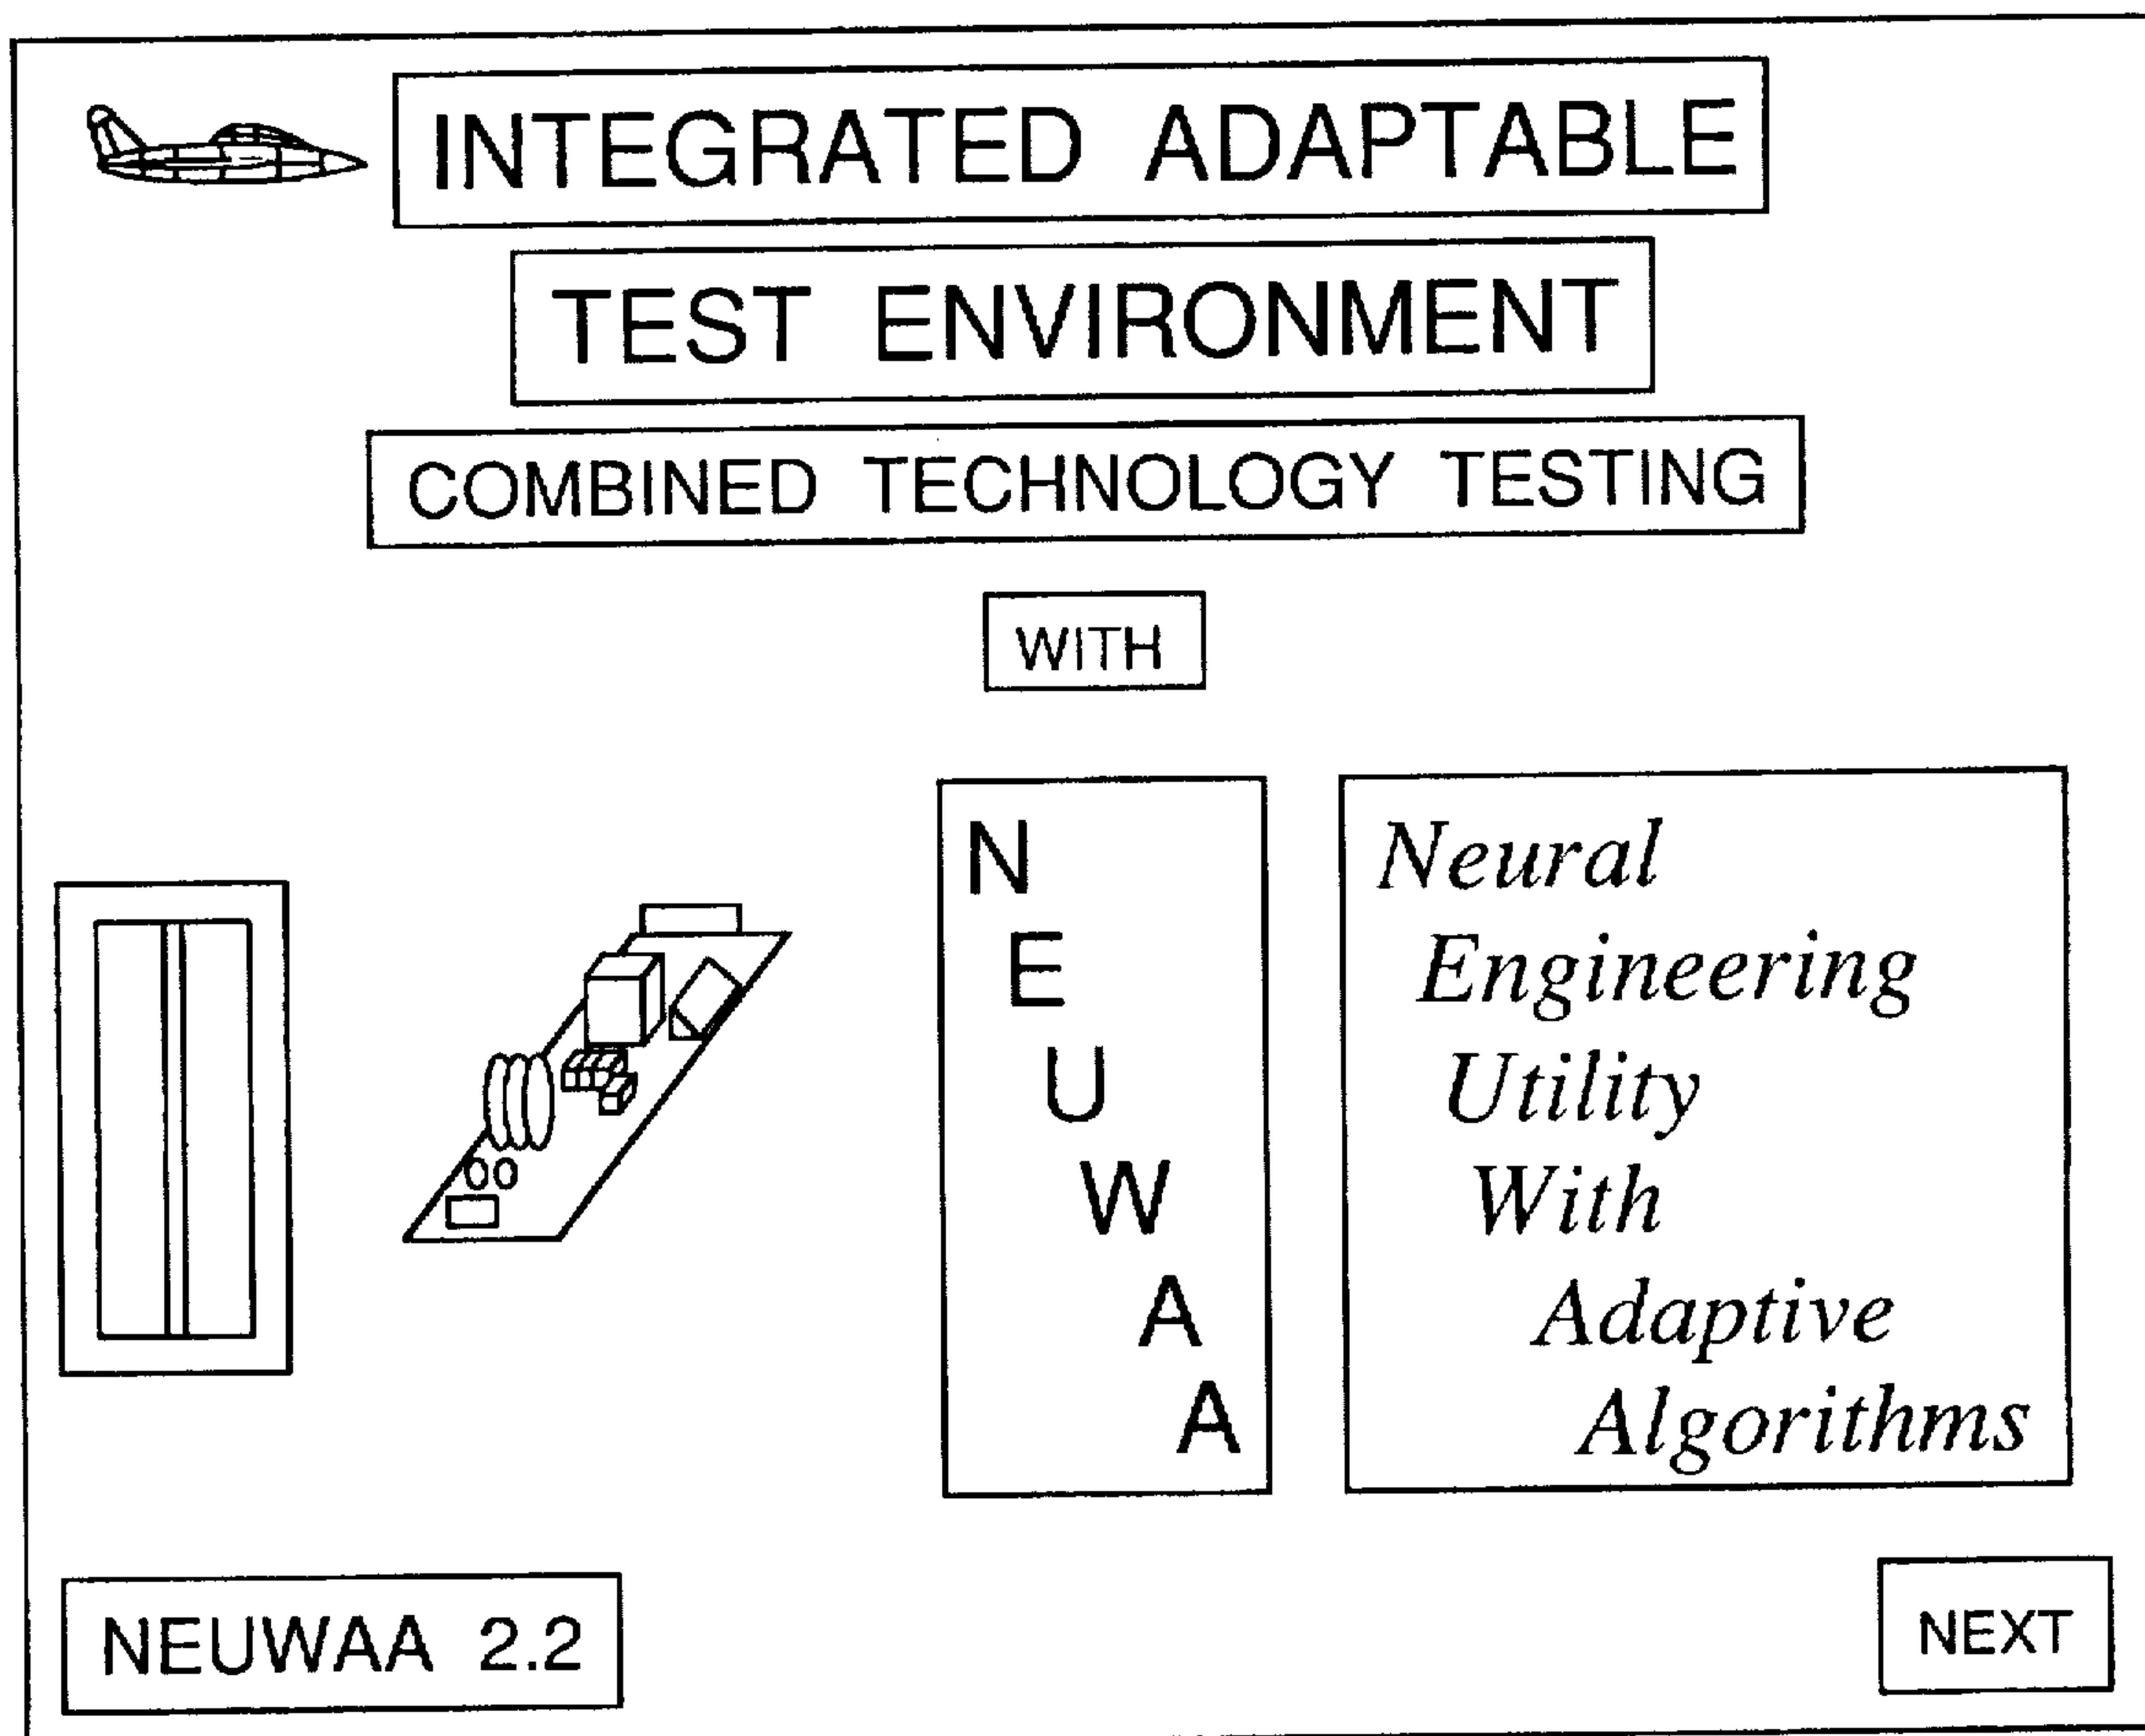 INTEGRATED ADAPTABLE
TEST ENVIRONMENT
COMBINED TECHNOLOGY TESTING
WITH
N
E
U
W
A
A
Neural
Engineering
Utility
With
Adaptive
Algorithms
NEUWAA 2.2
NEXT